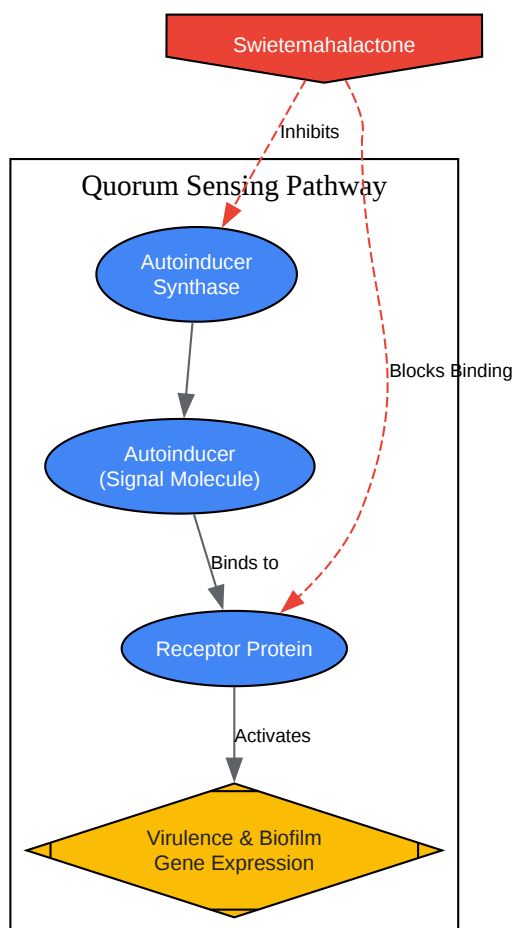 Swietemahalactone
Inhibits
Quorum Sensing Pathway
Autoinducer
Synthase
Blocks Binding
Autoinducer
(Signal Molecule)
Binds to
Receptor Protein
Activates
Virulence & Biofilm
Gene Expression